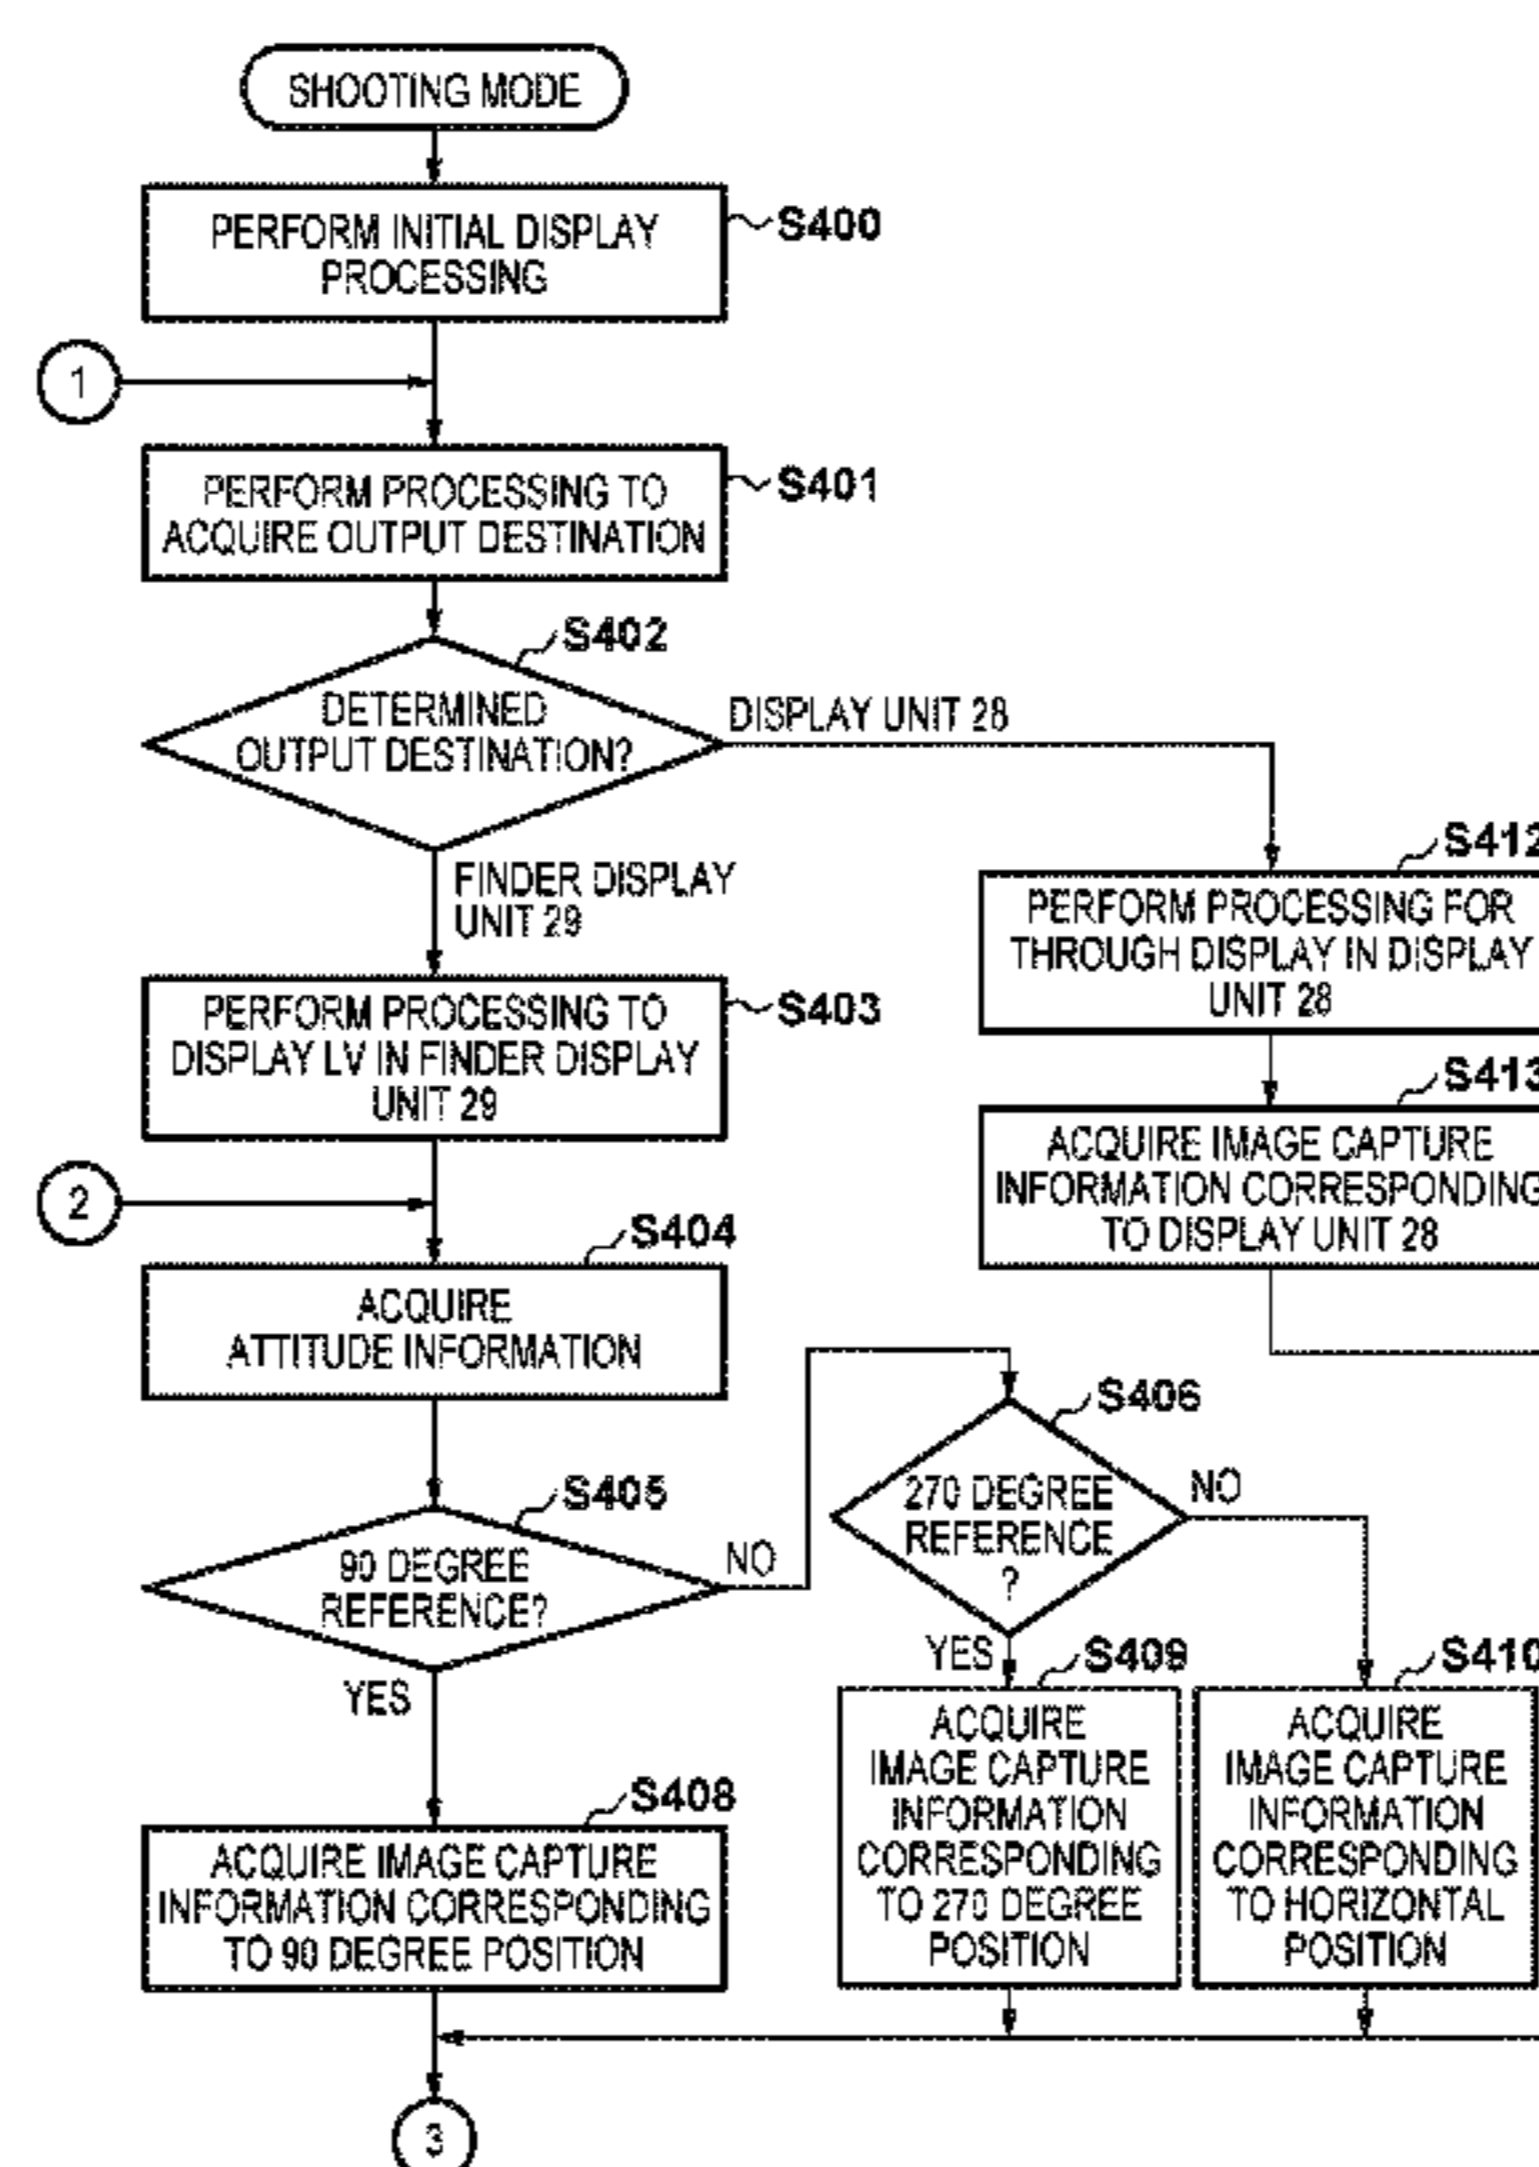 SHOOTING MODE
PERFORM INITIAL DISPLAY
PROCESSING
S400
1
PERFORM PROCESSING TO
ACQUIRE OUTPUT DESTINATION
S401
S402
DETERMINED
OUTPUT DESTINATION?
DISPLAY UNIT 28
FINDER DISPLAY
UNIT 29
S412
PERFORM PROCESSING FOR
THROUGH DISPLAY IN DISPLAY
UNIT 28
PERFORM PROCESSING TO
DISPLAY LV IN FINDER DISPLAY
UNIT 29
S403
S413
ACQUIRE IMAGE CAPTURE
INFORMATION CORRESPONDING
TO DISPLAY UNIT 28
2
S404
ACQUIRE
ATTITUDE INFORMATION
S405
90 DEGREE
REFERENCE?
NO
YES
S406
270 DEGREE
REFERENCE
?
NO
YES
S409
ACQUIRE
IMAGE CAPTURE
INFORMATION
CORRESPONDING
TO 270 DEGREE
POSITION
S410
ACQUIRE
IMAGE CAPTURE
INFORMATION
CORRESPONDING
TO HORIZONTAL
POSITION
S408
ACQUIRE IMAGE CAPTURE
INFORMATION CORRESPONDING
TO 90 DEGREE POSITION
3